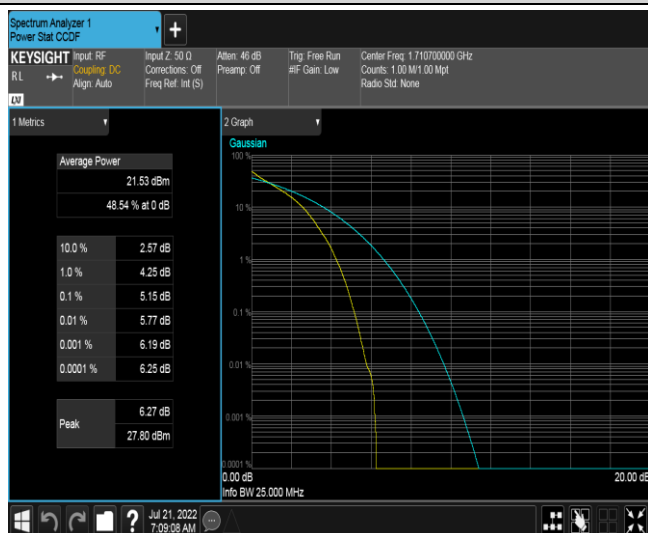 Spectrum Analyzer 1
Power Stat CCDF
+
KEYSIGHT
RL
LXI
Input: RF
Coupling: DC
Align: Auto
Input Z: 50 Ω
Corrections: Off
Freq Ref: Int (S)
Atten: 46 dB
Preamp: Off
Trig: Free Run
#IF Gain: Low
Center Freq: 1.710700000 GHz
Counts: 1.00 M/1.00 Mpt
Radio Std: None
1 Metrics
Average Power
21.53 dBm
48.54 % at 0 dB
10.0 % 2.57 dB
1.0 % 4.25 dB
0.1 % 5.15 dB
0.01 % 5.77 dB
0.001 % 6.19 dB
0.0001 % 6.25 dB
Peak
6.27 dB
27.80 dBm
2 Graph
Gaussian
100 %
10 %
1 %
0.1 %
0.01 %
0.001 %
0.0001 %
0.00 dB 20.00 dB
Info BW 25.000 MHz
?
Jul 21, 2022
7:09:08 AM